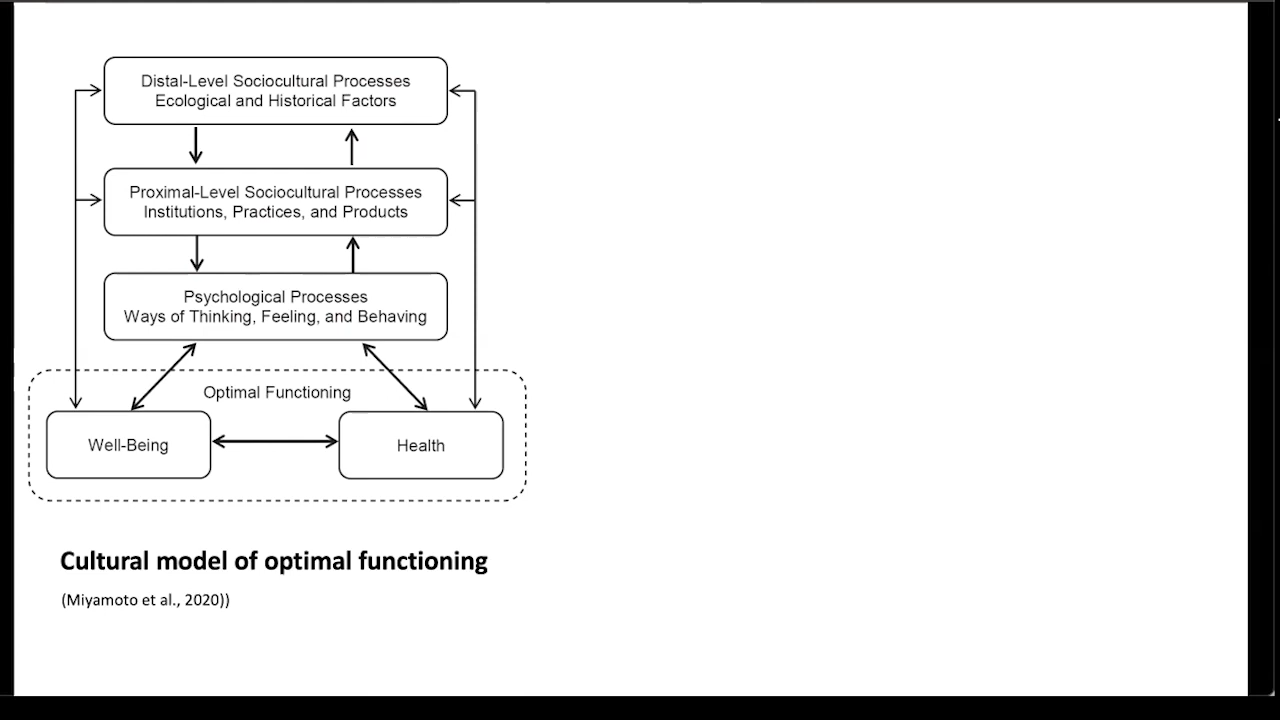 Distal-Level Sociocultural Processes
Ecological and Historical Factors
Proximal-Level Sociocultural Processes
Institutions, Practices, and Products
Psychological Processes
Ways of Thinking, Feeling, and Behaving
Optimal Functioning
Well-Being
Health
Cultural model of optimal functioning
(Miyamoto et al., 2020))